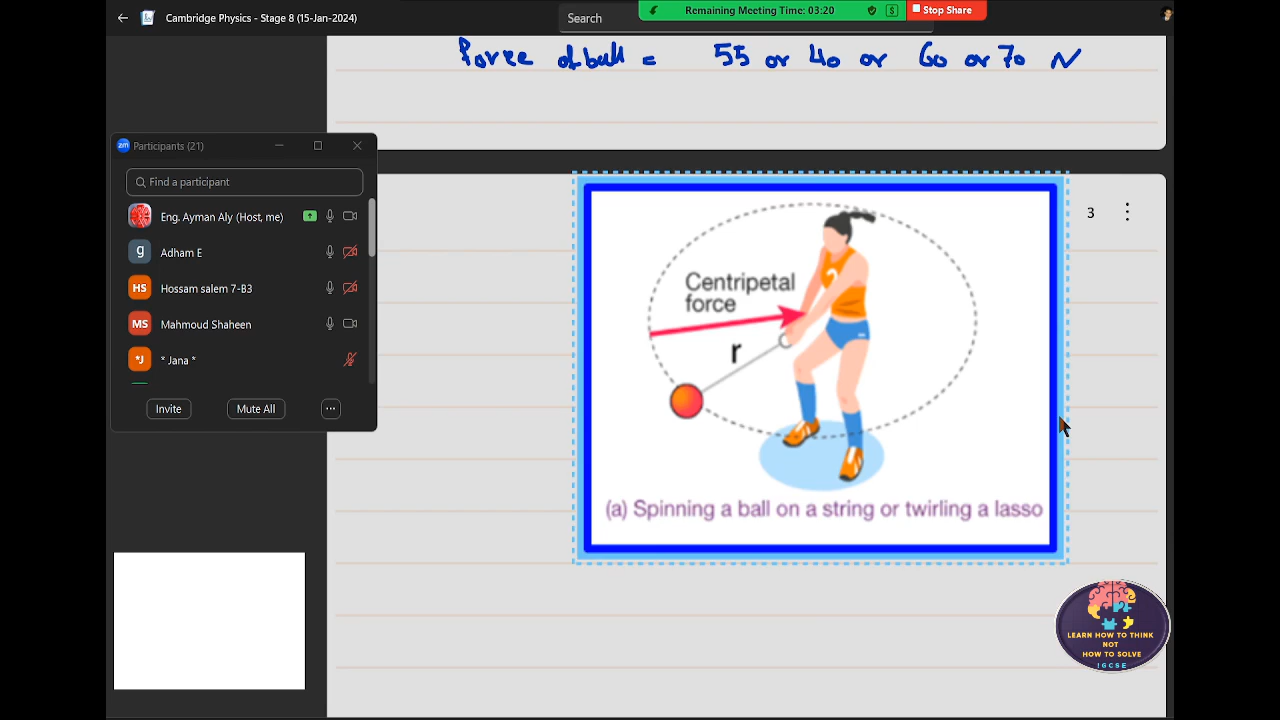 Cambridge Physics - Stage 8 (15-Jan-2024)
Search
Remaining Meeting Time: 03:20
$
Stop Share
Force of ball = 55 or 40 or 60 or 70 N
zm Participants (21)
Find a participant
Eng. Ayman Aly (Host, me)
g Adham E
HS Hossam salem 7-B3
MS Mahmoud Shaheen
*J * Jana *
Invite
Mute All
...
3
Centripetal
force
r
(a) Spinning a ball on a string or twirling a lasso
LEARN HOW TO THINK
NOT
HOW TO SOLVE
IGCSE